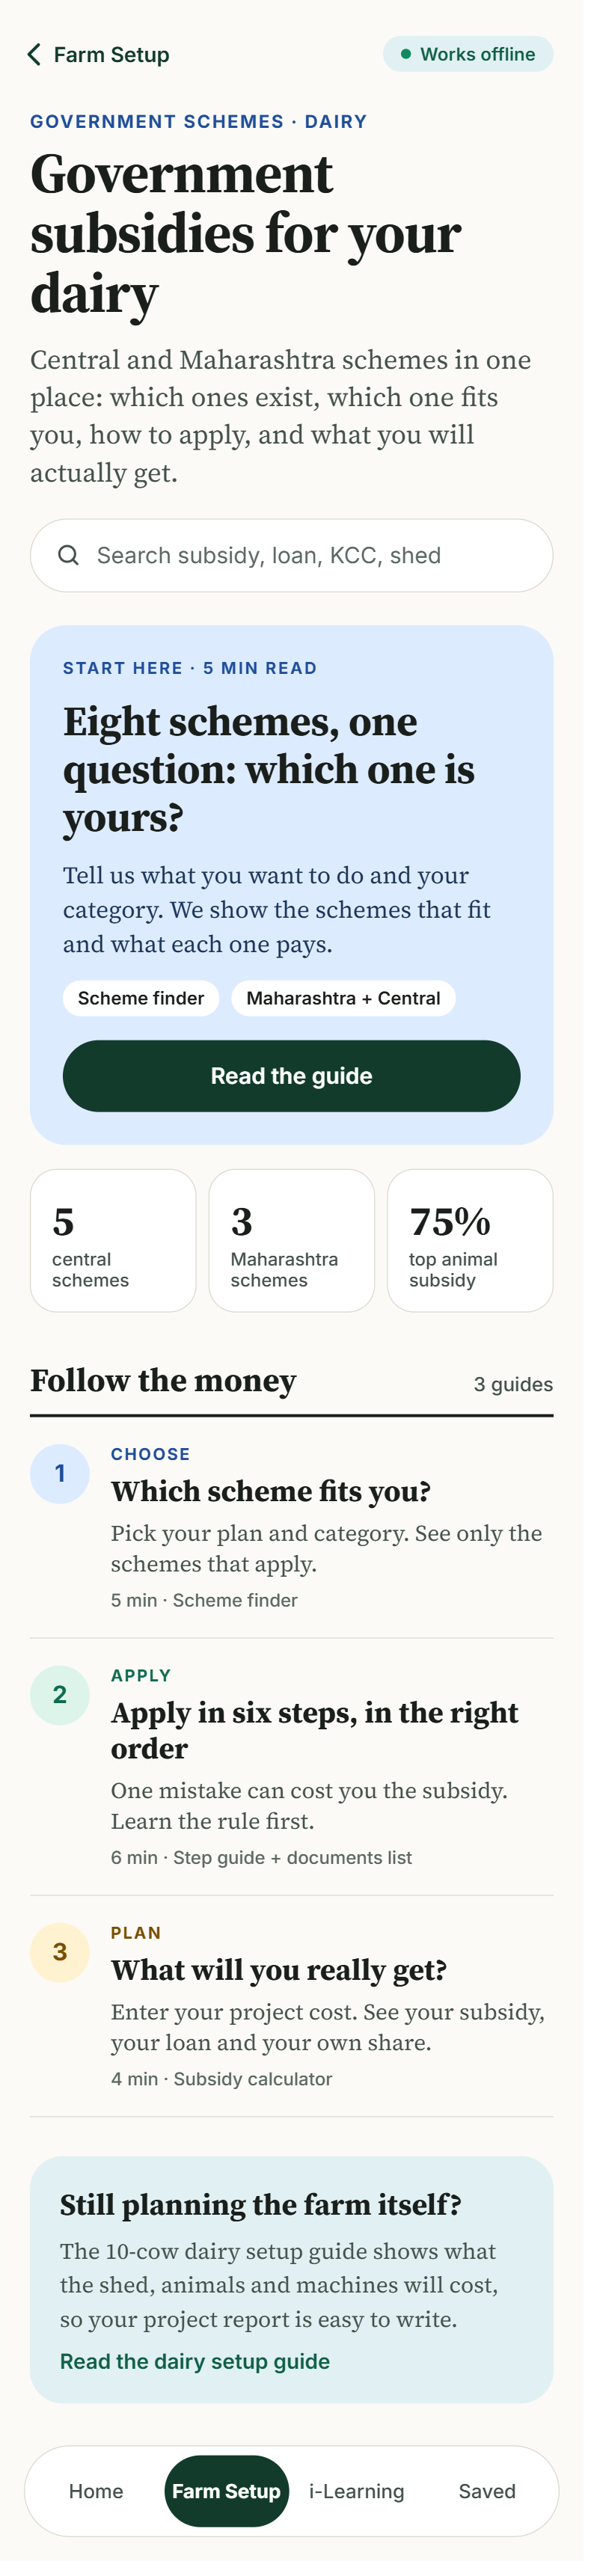 Farm Setup
Works offline
GOVERNMENT SCHEMES · DAIRY
Government
subsidies for your
dairy
Central and Maharashtra schemes in one
place: which ones exist, which one fits
you, how to apply, and what you will
actually get.
Search subsidy, loan, KCC, shed
START HERE · 5 MIN READ
Eight schemes, one
question: which one is
yours?
Tell us what you want to do and your
category. We show the schemes that fit
and what each one pays.
Scheme finder
Maharashtra + Central
Read the guide
5
central
schemes
3
Maharashtra
schemes
75%
top animal
subsidy
Follow the money
3 guides
1
CHOOSE
Which scheme fits you?
Pick your plan and category. See only the
schemes that apply.
5 min · Scheme finder
2
APPLY
Apply in six steps, in the right
order
One mistake can cost you the subsidy.
Learn the rule first.
6 min · Step guide + documents list
3
PLAN
What will you really get?
Enter your project cost. See your subsidy,
your loan and your own share.
4 min · Subsidy calculator
Still planning the farm itself?
The 10-cow dairy setup guide shows what
the shed, animals and machines will cost,
so your project report is easy to write.
Read the dairy setup guide
Home
Farm Setup
i-Learning
Saved